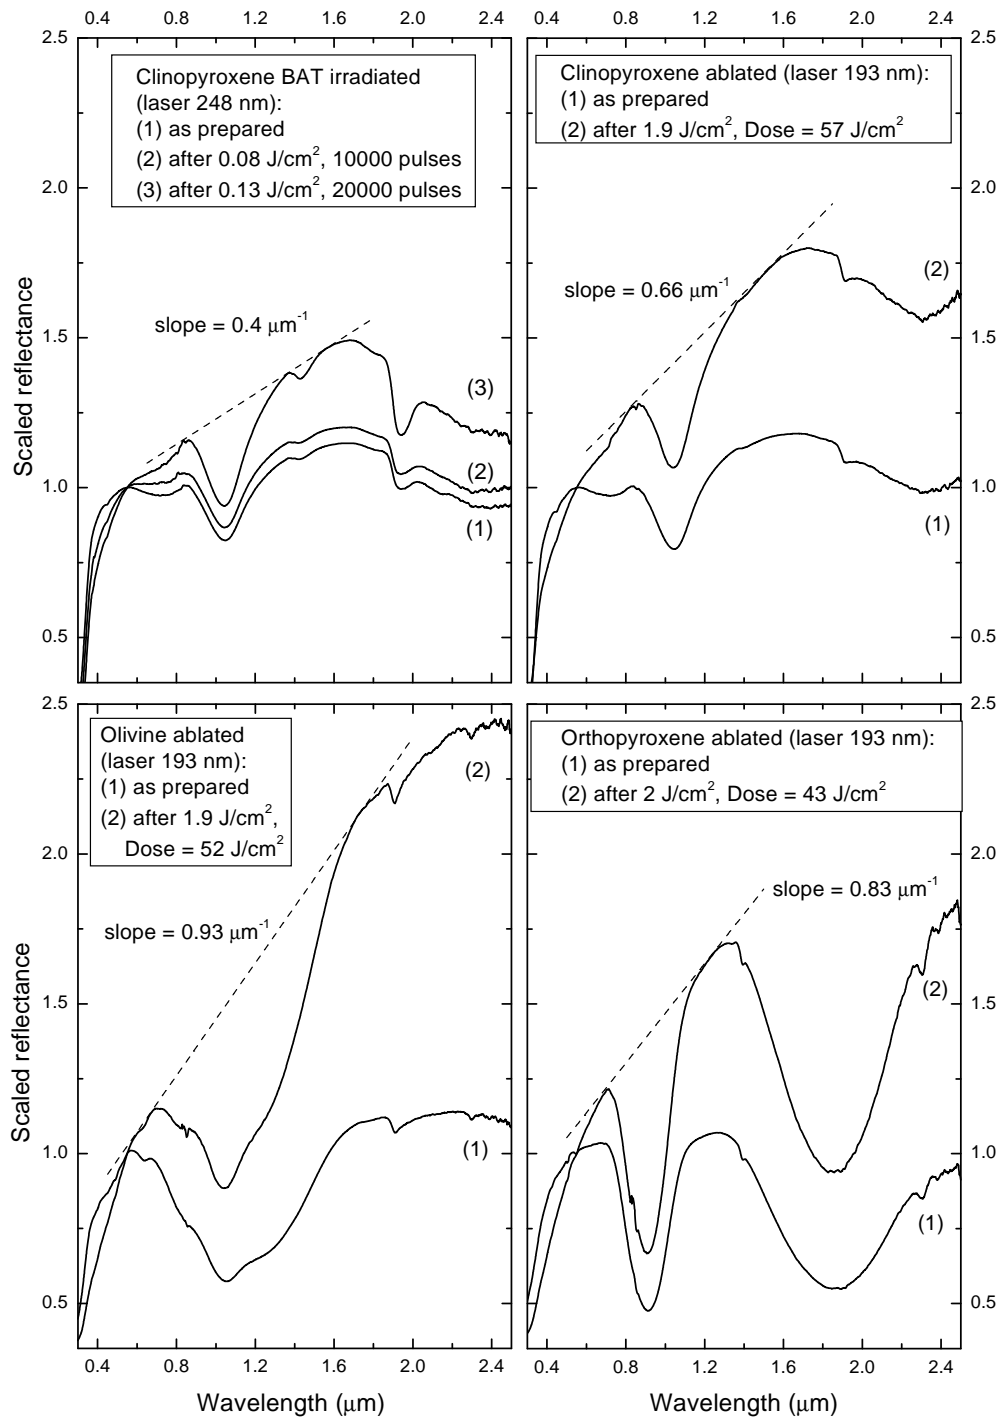 0.4 0.8 1.2 1.6 2.0 2.4
0.4 0.8 1.2 1.6 2.0 2.4
2.5
2.0
1.5
1.0
0.5
Scaled reflectance
Clinopyroxene BAT irradiated
(laser 248 nm):
(1) as prepared
(2) after 0.08 J/cm², 10000 pulses
(3) after 0.13 J/cm², 20000 pulses
slope = 0.4 μm⁻¹
(3)
(2)
(1)
Clinopyroxene ablated (laser 193 nm):
(1) as prepared
(2) after 1.9 J/cm², Dose = 57 J/cm²
slope = 0.66 μm⁻¹
(2)
(1)
2.5
2.0
1.5
1.0
0.5
2.5
2.0
1.5
1.0
0.5
Scaled reflectance
Olivine ablated
(laser 193 nm):
(1) as prepared
(2) after 1.9 J/cm²,
Dose = 52 J/cm²
(2)
slope = 0.93 μm⁻¹
(1)
Orthopyroxene ablated (laser 193 nm):
(1) as prepared
(2) after 2 J/cm², Dose = 43 J/cm²
slope = 0.83 μm⁻¹
(2)
(1)
2.0
1.5
1.0
0.5
0.4 0.8 1.2 1.6 2.0 2.4
0.4 0.8 1.2 1.6 2.0 2.4
Wavelength (μm)
Wavelength (μm)